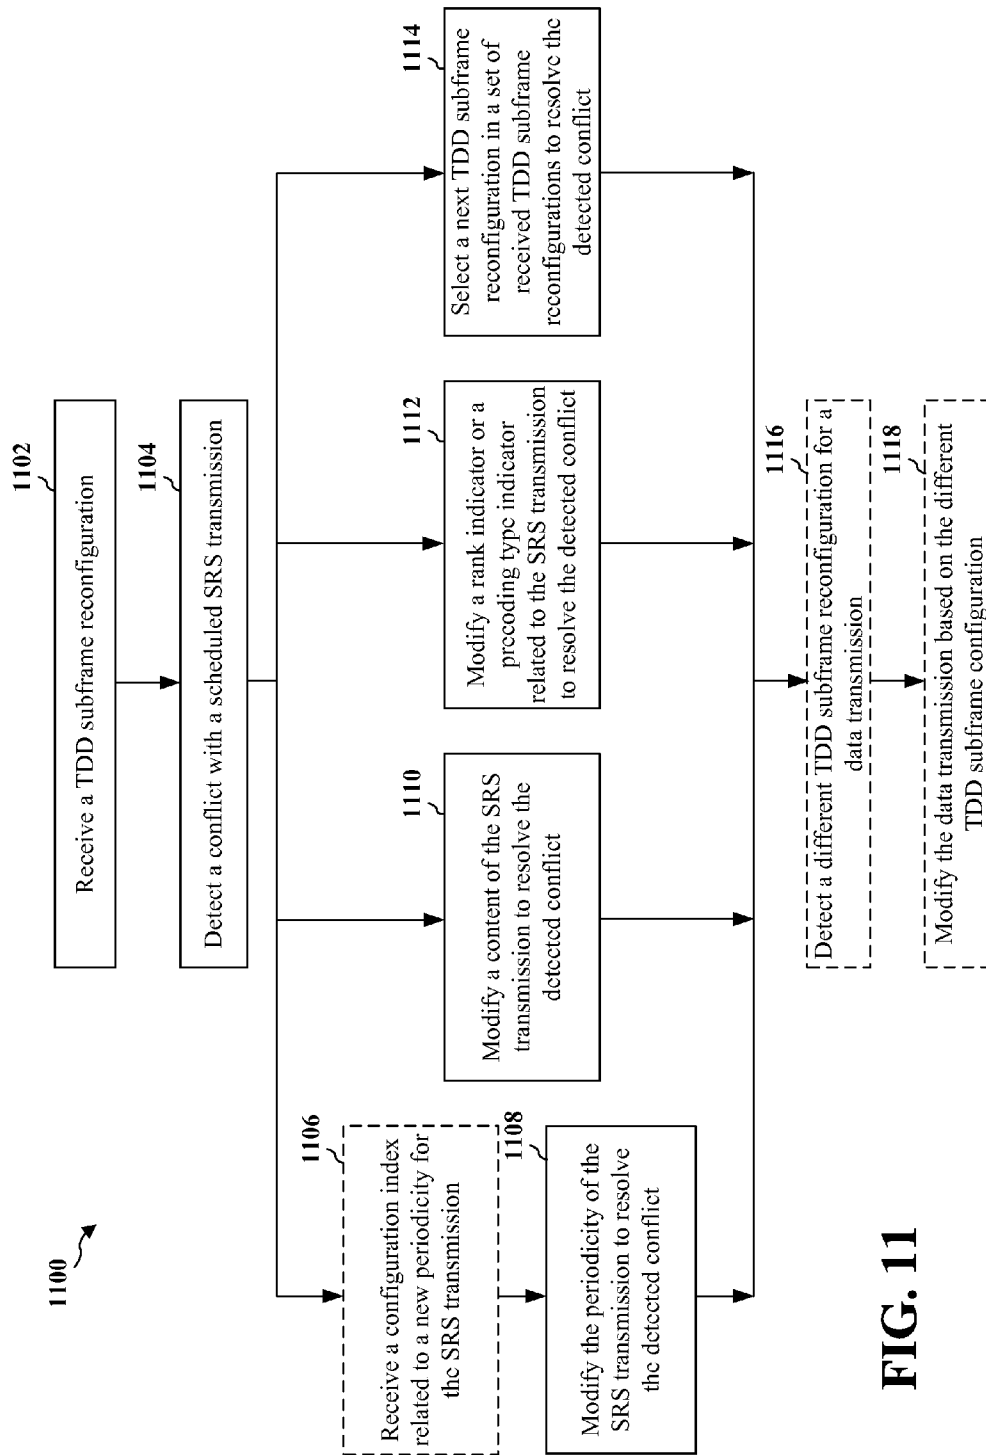 1100
1102
Receive a TDD subframe reconfiguration
1104
Detect a conflict with a scheduled SRS transmission
1106
Receive a configuration index
related to a new periodicity for
the SRS transmission
1108
Modify the periodicity of the
SRS transmission to resolve
the detected conflict
1110
Modify a content of the SRS
transmission to resolve the
detected conflict
1112
Modify a rank indicator or a
precoding type indicator
related to the SRS transmission
to resolve the detected conflict
1114
Select a next TDD subframe
reconfiguration in a set of
received TDD subframe
reconfigurations to resolve the
detected conflict
1116
Detect a different TDD subframe reconfiguration for a
data transmission
1118
Modify the data transmission based on the different
TDD subframe configuration
FIG. 11